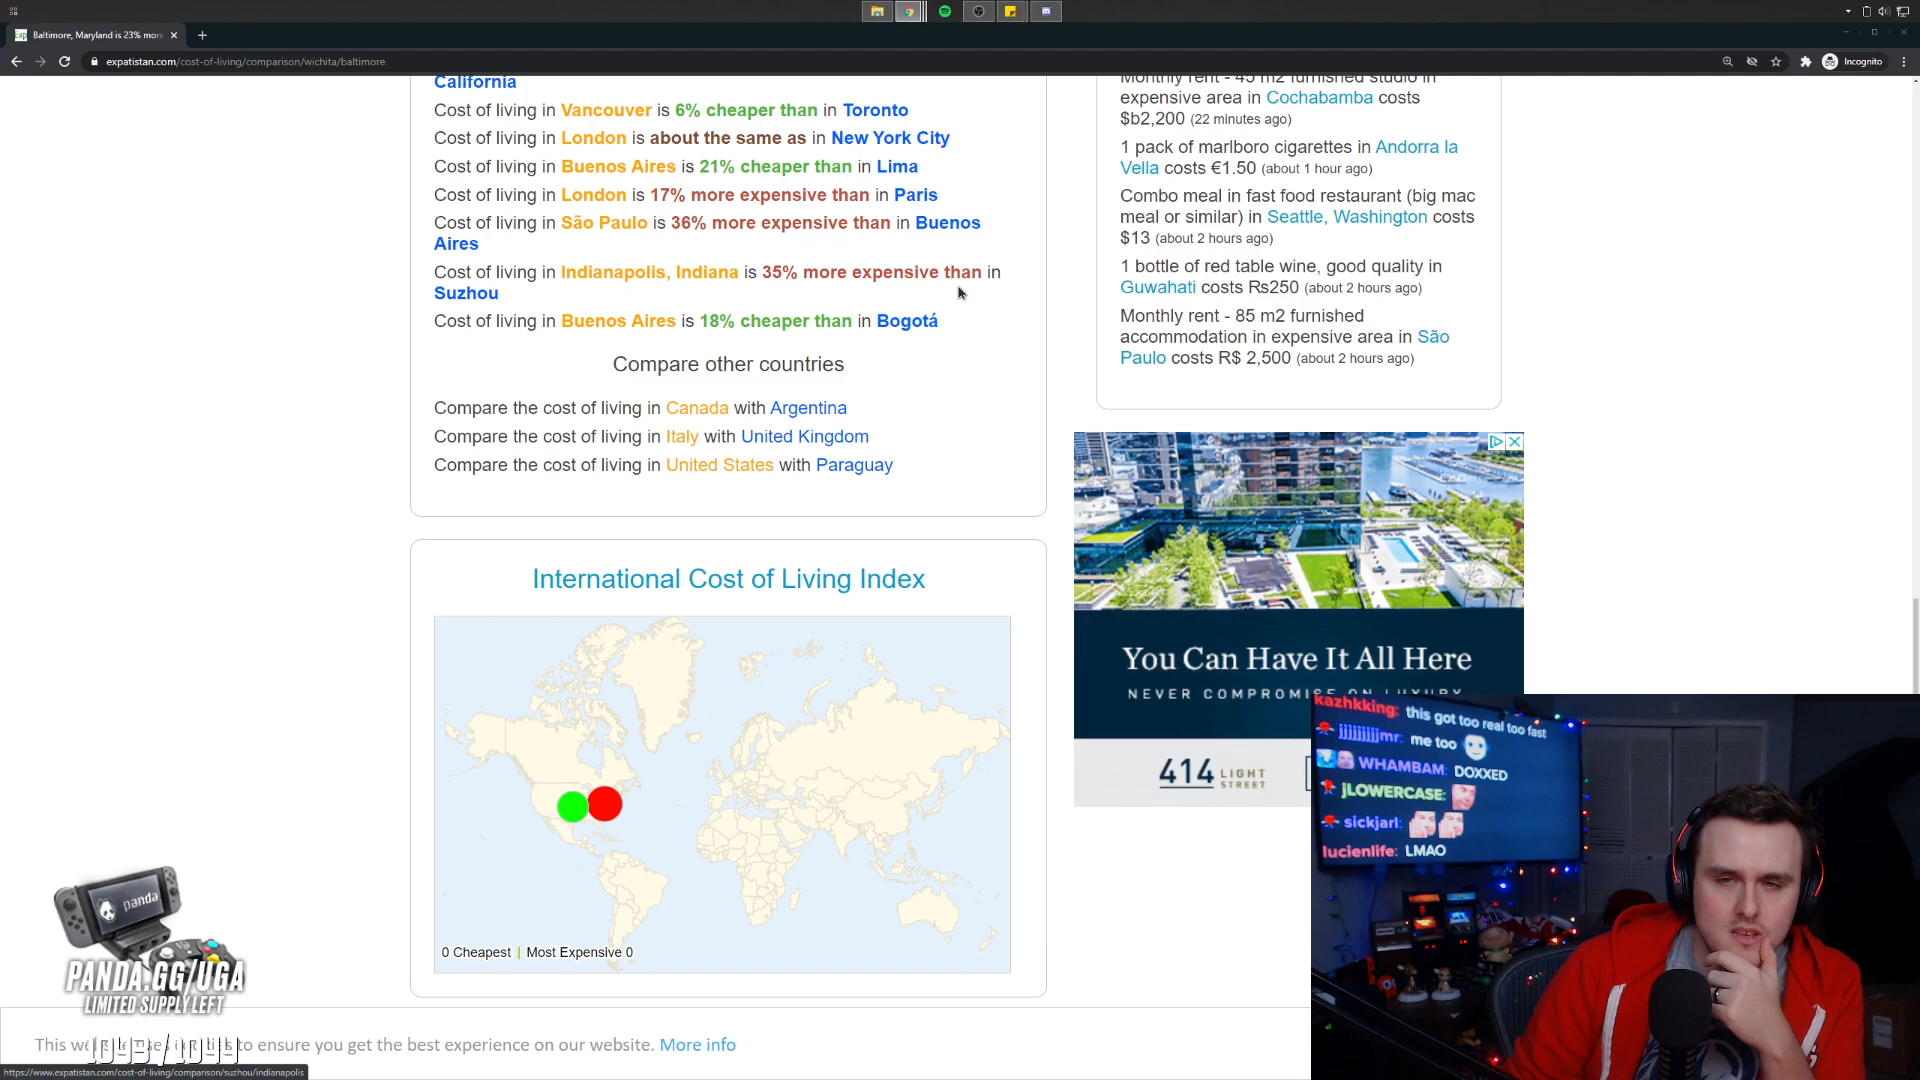 Baltimore, Maryland is 23% more
expatistan.com/cost-of-living/comparison/wichita/baltimore
Incognito
California
Cost of living in Vancouver is 6% cheaper than in Toronto
Cost of living in London is about the same as in New York City
Cost of living in Buenos Aires is 21% cheaper than in Lima
Cost of living in London is 17% more expensive than in Paris
Cost of living in São Paulo is 36% more expensive than in Buenos
Aires
Cost of living in Indianapolis, Indiana is 35% more expensive than in
Suzhou
Cost of living in Buenos Aires is 18% cheaper than in Bogotá
Compare other countries
Compare the cost of living in Canada with Argentina
Compare the cost of living in Italy with United Kingdom
Compare the cost of living in United States with Paraguay
International Cost of Living Index
0 Cheapest | Most Expensive 0
Monthly rent - 45 m2 furnished studio in
expensive area in Cochabamba costs
$b2,200 (22 minutes ago)
1 pack of marlboro cigarettes in Andorra la
Vella costs €1.50 (about 1 hour ago)
Combo meal in fast food restaurant (big mac
meal or similar) in Seattle, Washington costs
$13 (about 2 hours ago)
1 bottle of red table wine, good quality in
Guwahati costs Rs250 (about 2 hours ago)
Monthly rent - 85 m2 furnished
accommodation in expensive area in São
Paulo costs R$ 2,500 (about 2 hours ago)
You Can Have It All Here
NEVER COMPROMISE ON LUXURY
414 LIGHT
STREET
kazhkking: this got too real too fast
jjjjjjjjjmr: me too
WHAMBAM: DOXXED
jLOWERCASE:
sickjarl:
lucienlife: LMAO
panda
PANDA.GG/UGA
LIMITED SUPPLY LEFT
to ensure you get the best experience on our website. More info
https://www.expatistan.com/cost-of-living/comparison/suzhou/indianapolis